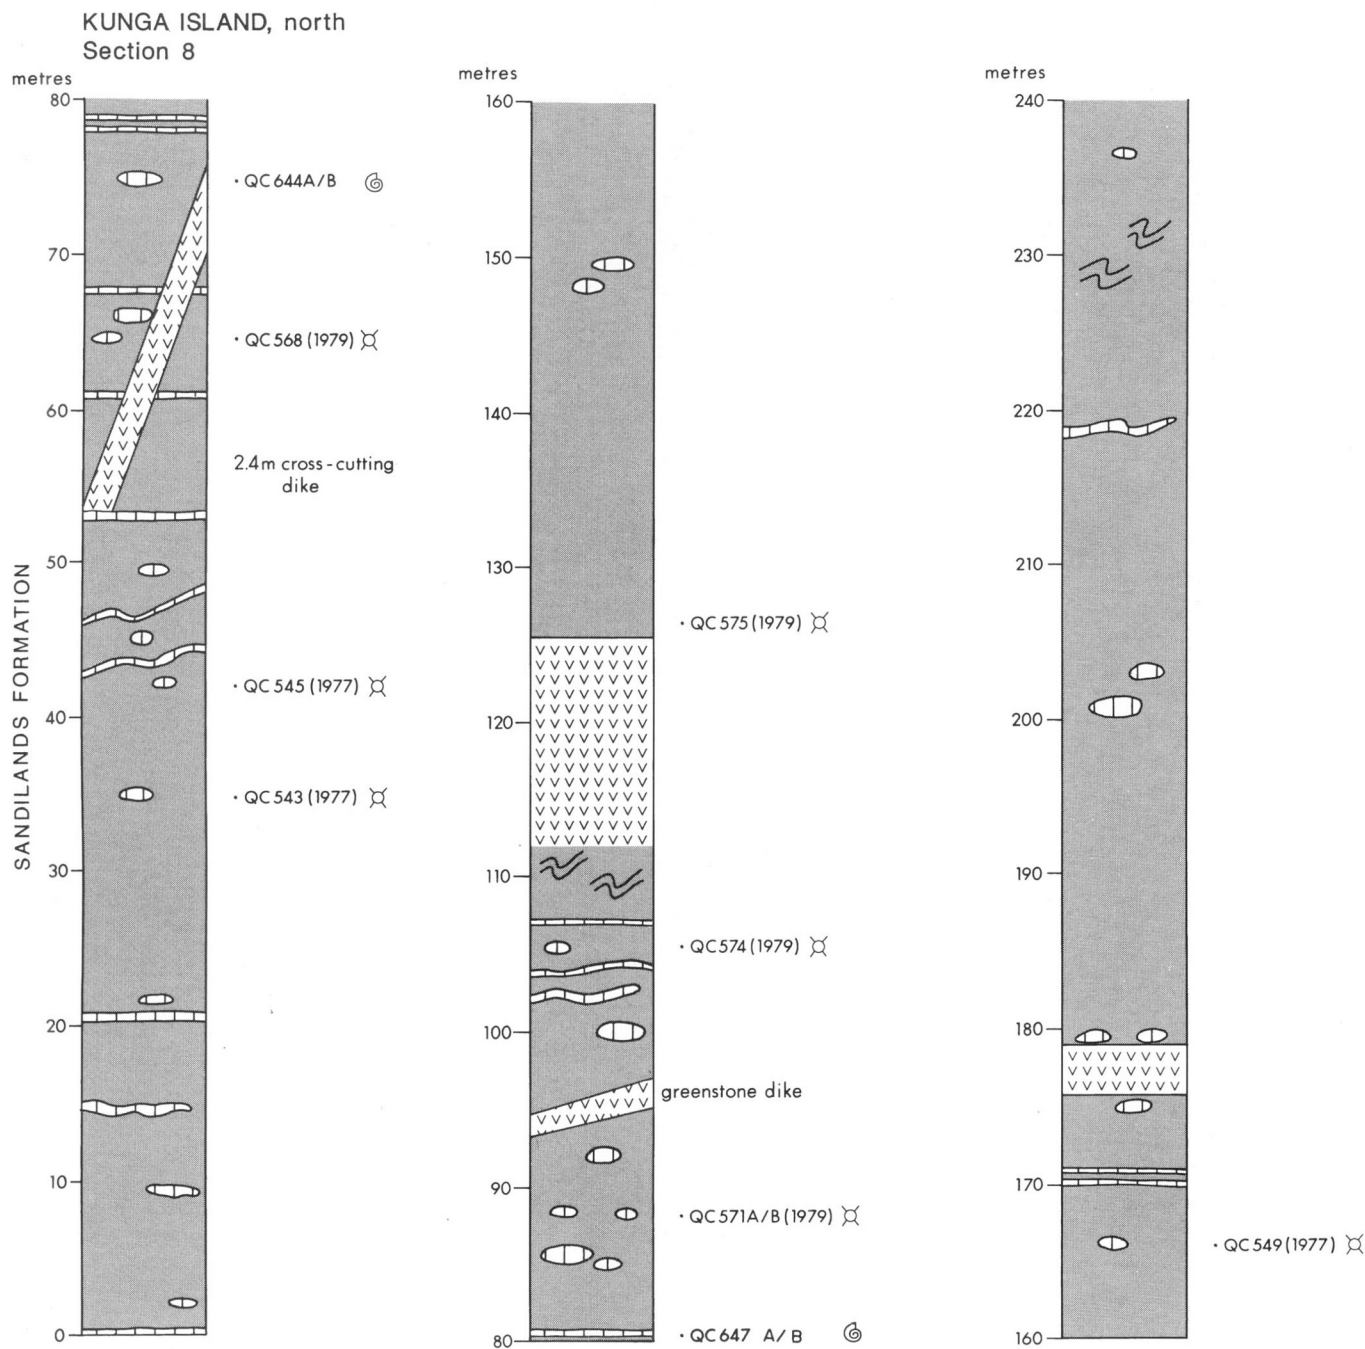 KUNGA ISLAND, north
Section 8
metres
80
70
60
50
40
30
20
10
0
SANDILANDS FORMATION
· QC 644A/B
· QC 568 (1979)
2.4m cross-cutting
dike
· QC 545 (1977)
· QC 543 (1977)
metres
160
150
140
130
120
110
100
90
80
· QC 575 (1979)
· QC 574 (1979)
greenstone dike
· QC 571A/B (1979)
· QC 647 A/B
metres
240
230
220
210
200
190
180
170
160
· QC 549 (1977)